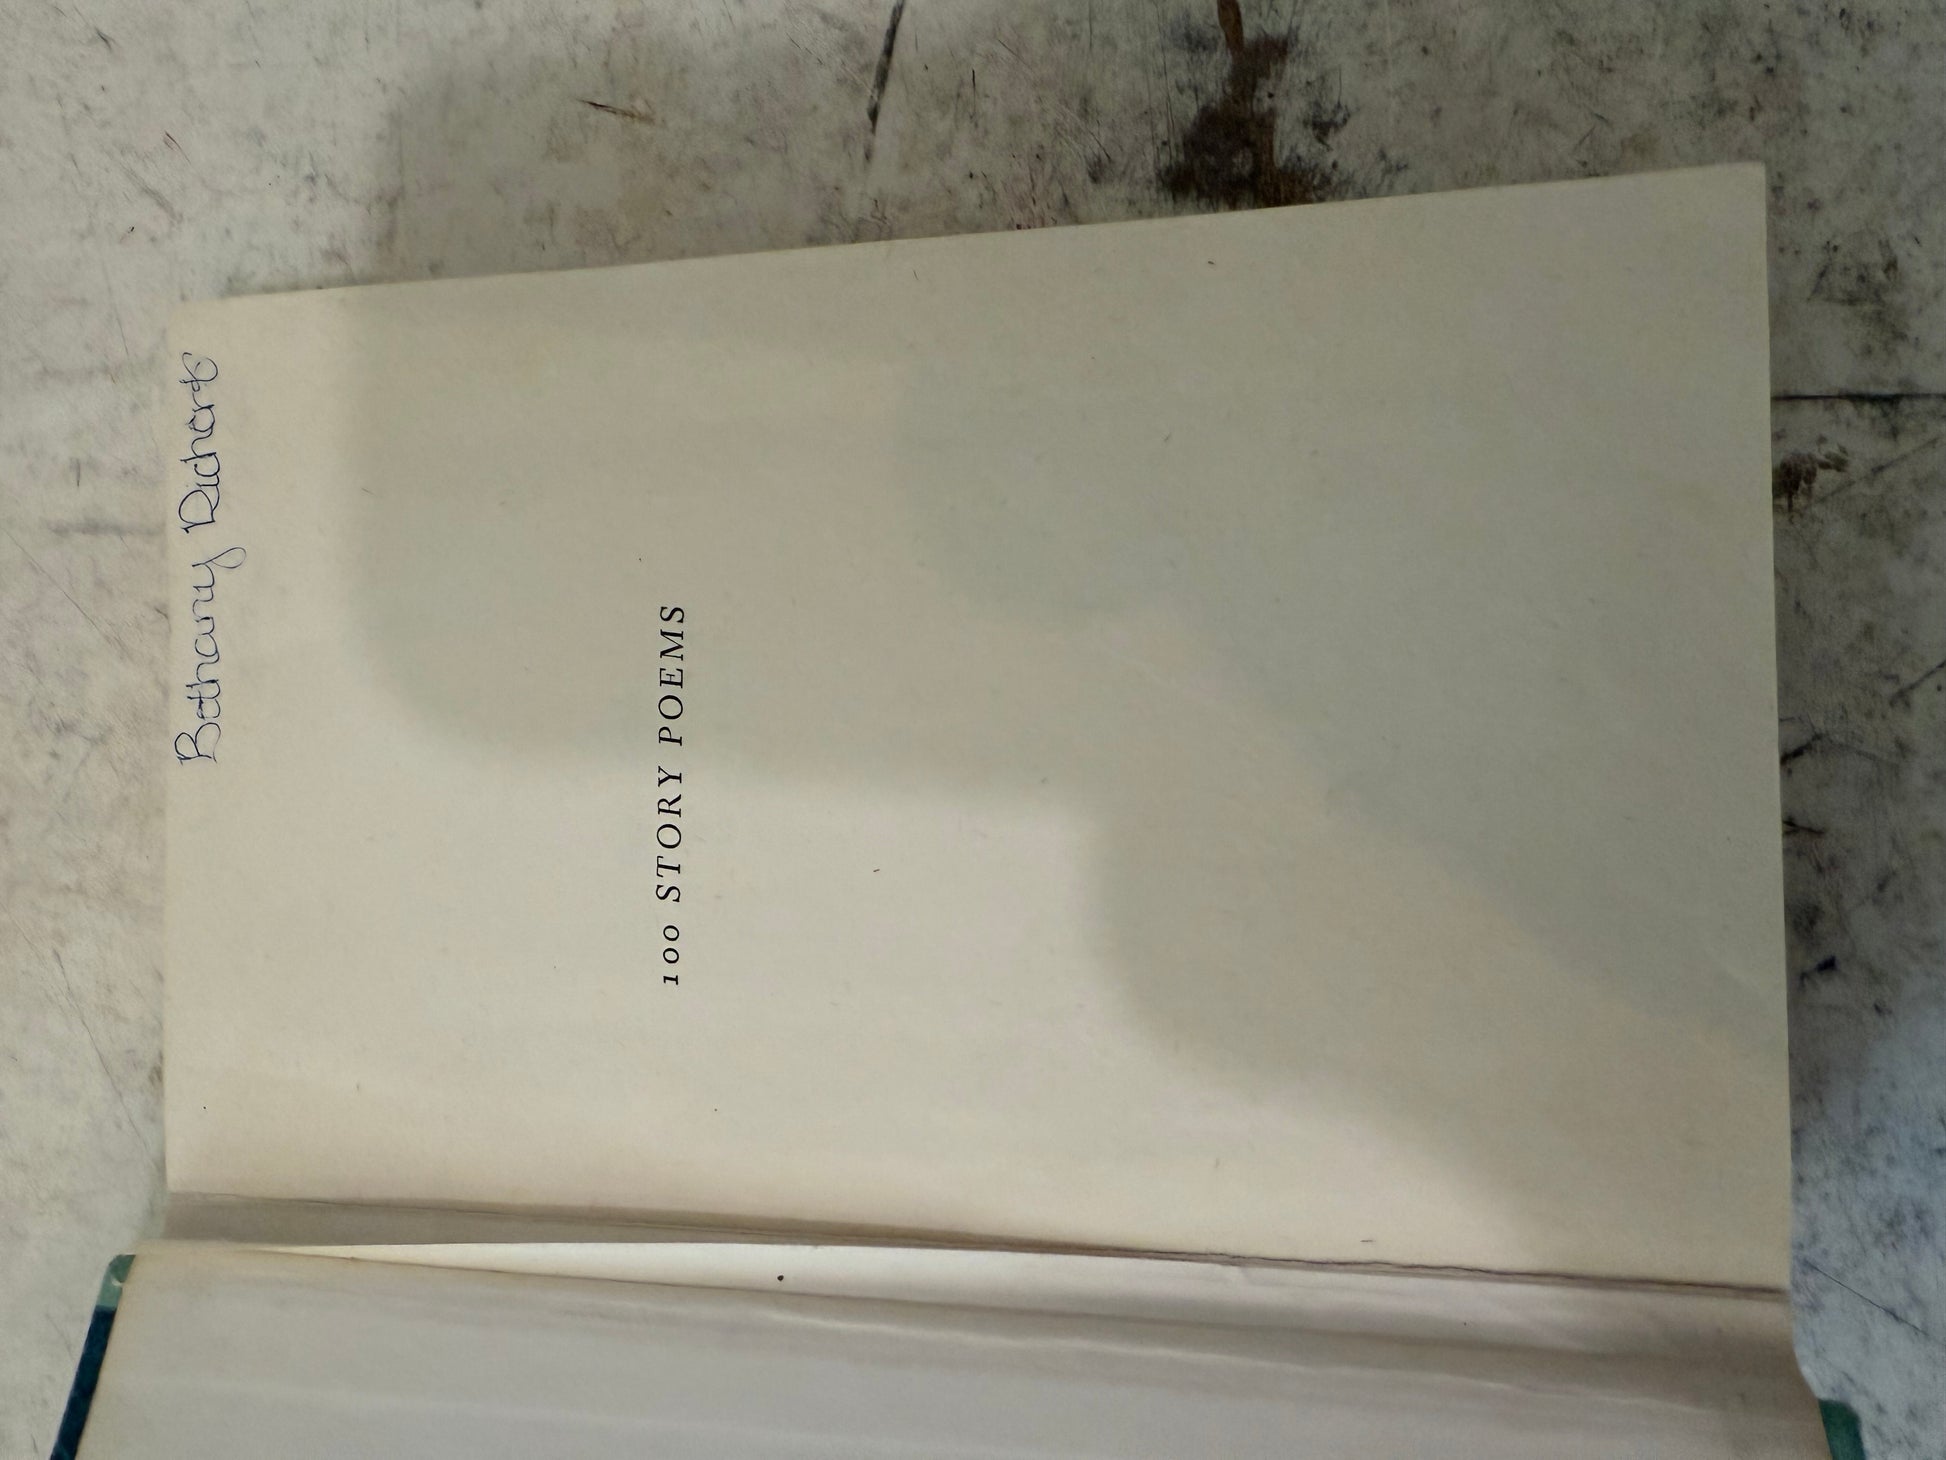 Bethany Richards
100 STORY POEMS